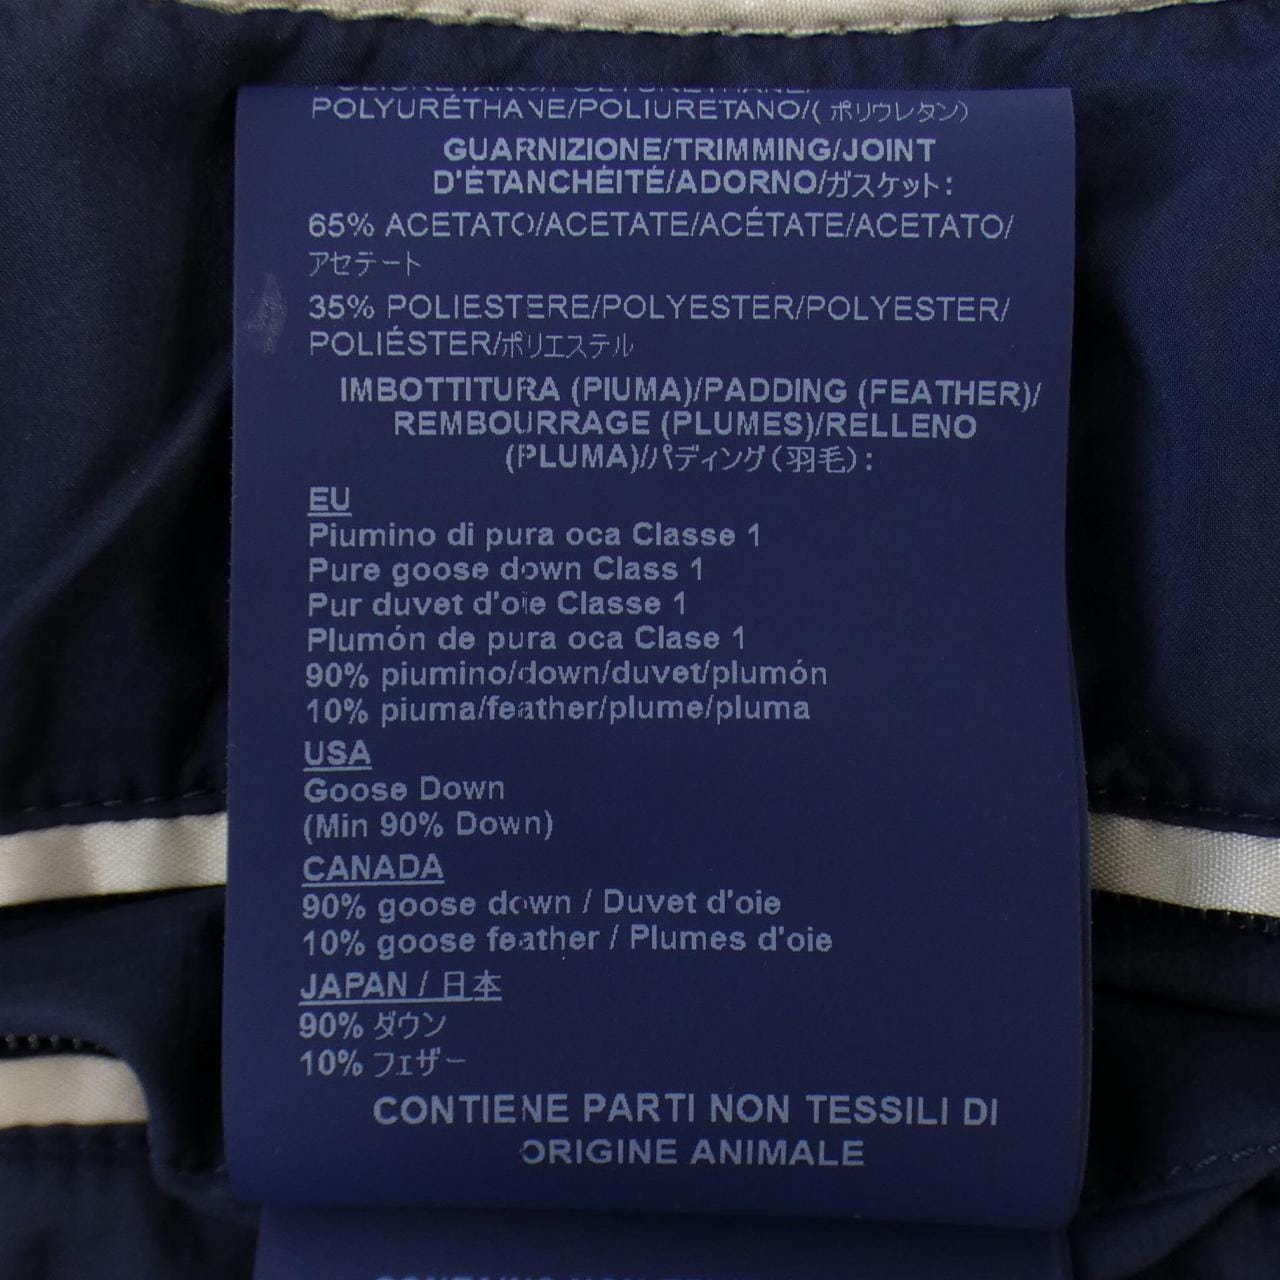 POLYURÉTHANE/POLIURETANO/(ポリウレタン)
GUARNIZIONE/TRIMMING/JOINT
D'ÉTANCHÉITÉ/ADORNO/ガスケット:
65% ACETATO/ACETATE/ACÉTATE/ACETATO/
アセテート
35% POLIESTERE/POLYESTER/POLYESTER/
POLIÉSTER/ポリエステル
IMBOTTITURA (PIUMA)/PADDING (FEATHER)/
REMBOURRAGE (PLUMES)/RELLENO
(PLUMA)/パディング(羽毛):
EU
Piumino di pura oca Classe 1
Pure goose down Class 1
Pur duvet d'oie Classe 1
Plumón de pura oca Clase 1
90% piumino/down/duvet/plumón
10% piuma/feather/plume/pluma
USA
Goose Down
(Min 90% Down)
CANADA
90% goose down / Duvet d'oie
10% goose feather / Plumes d'oie
JAPAN / 日本
90% ダウン
10% フェザー
CONTIENE PARTI NON TESSILI DI
ORIGINE ANIMALE